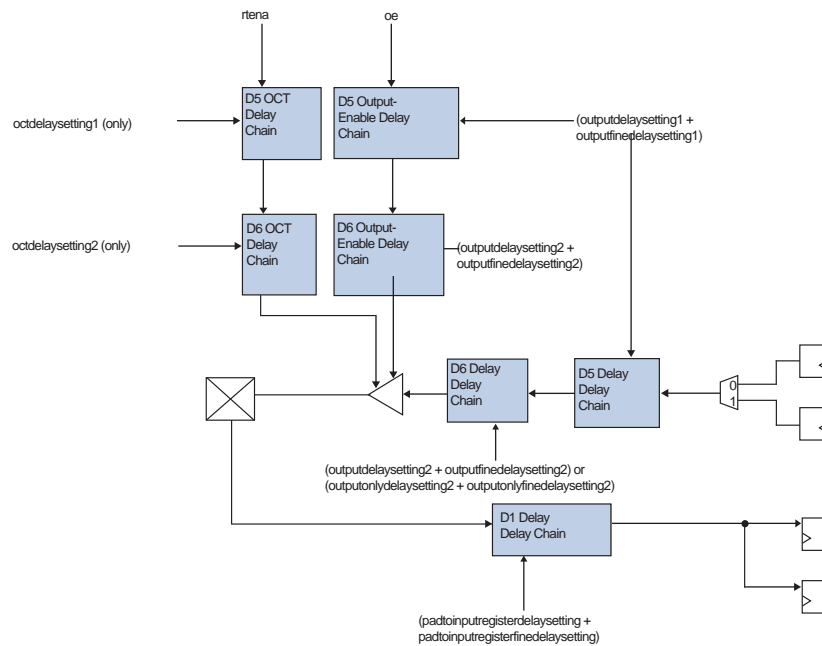 rtena
oe
D5 OCT
Delay
Chain
D5 Output-
Enable Delay
Chain
octdelaysetting1 (only)
(outputdelaysetting1 +
outputfinedelaysetting1)
D6 OCT
Delay
Chain
D6 Output-
Enable Delay
Chain
octdelaysetting2 (only)
(outputdelaysetting2 +
outputfinedelaysetting2)
D6 Delay
Delay
Chain
D5 Delay
Delay
Chain
0
1
(outputdelaysetting2 + outputfinedelaysetting2) or
(outputonlydelaysetting2 + outputonlyfinedelaysetting2)
D1 Delay
Delay Chain
(padtoinputregisterdelaysetting +
padtoinputregisterfinedelaysetting)